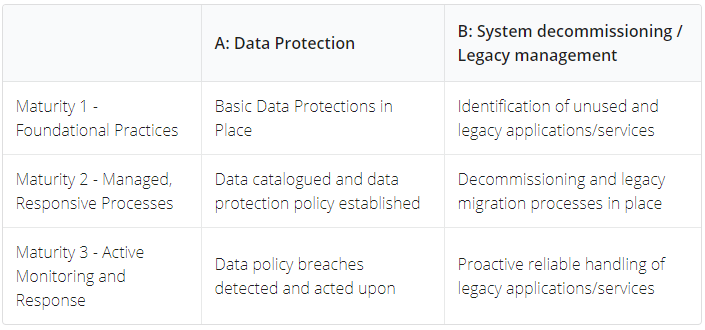 A: Data Protection
B: System decommissioning /
Legacy management
Maturity 1 -
Foundational Practices
Basic Data Protections in
Place
Identification of unused and
legacy applications/services
Maturity 2 - Managed,
Responsive Processes
Data catalogued and data
protection policy established
Decommissioning and legacy
migration processes in place
Maturity 3 - Active
Monitoring and
Response
Data policy breaches
detected and acted upon
Proactive reliable handling of
legacy applications/services